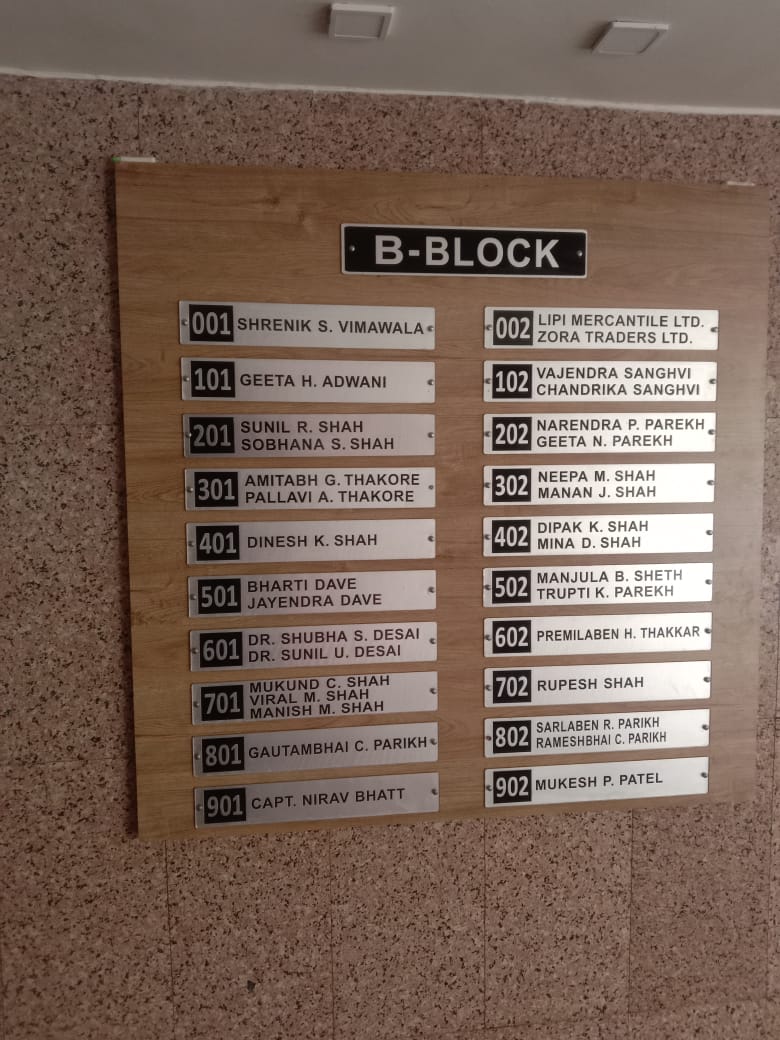 B-BLOCK
001 SHRENIK S. VIMAWALA
002 LIPI MERCANTILE LTD.
ZORA TRADERS LTD.
101 GEETA H. ADWANI
102 VAJENDRA SANGHVI
CHANDRIKA SANGHVI
201 SUNIL R. SHAH
SOBHANA S. SHAH
202 NARENDRA P. PAREKH
GEETA N. PAREKH
301 AMITABH G. THAKORE
PALLAVI A. THAKORE
302 NEEPA M. SHAH
MANAN J. SHAH
401 DINESH K. SHAH
402 DIPAK K. SHAH
MINA D. SHAH
501 BHARTI DAVE
JAYENDRA DAVE
502 MANJULA B. SHETH
TRUPTI K. PAREKH
601 DR. SHUBHA S. DESAI
DR. SUNIL U. DESAI
602 PREMILABEN H. THAKKAR
701 MUKUND C. SHAH
VIRAL M. SHAH
MANISH M. SHAH
702 RUPESH SHAH
801 GAUTAMBHAI C. PARIKH
802 SARLABEN R. PARIKH
RAMESHBHAI C. PARIKH
901 CAPT. NIRAV BHATT
902 MUKESH P. PATEL